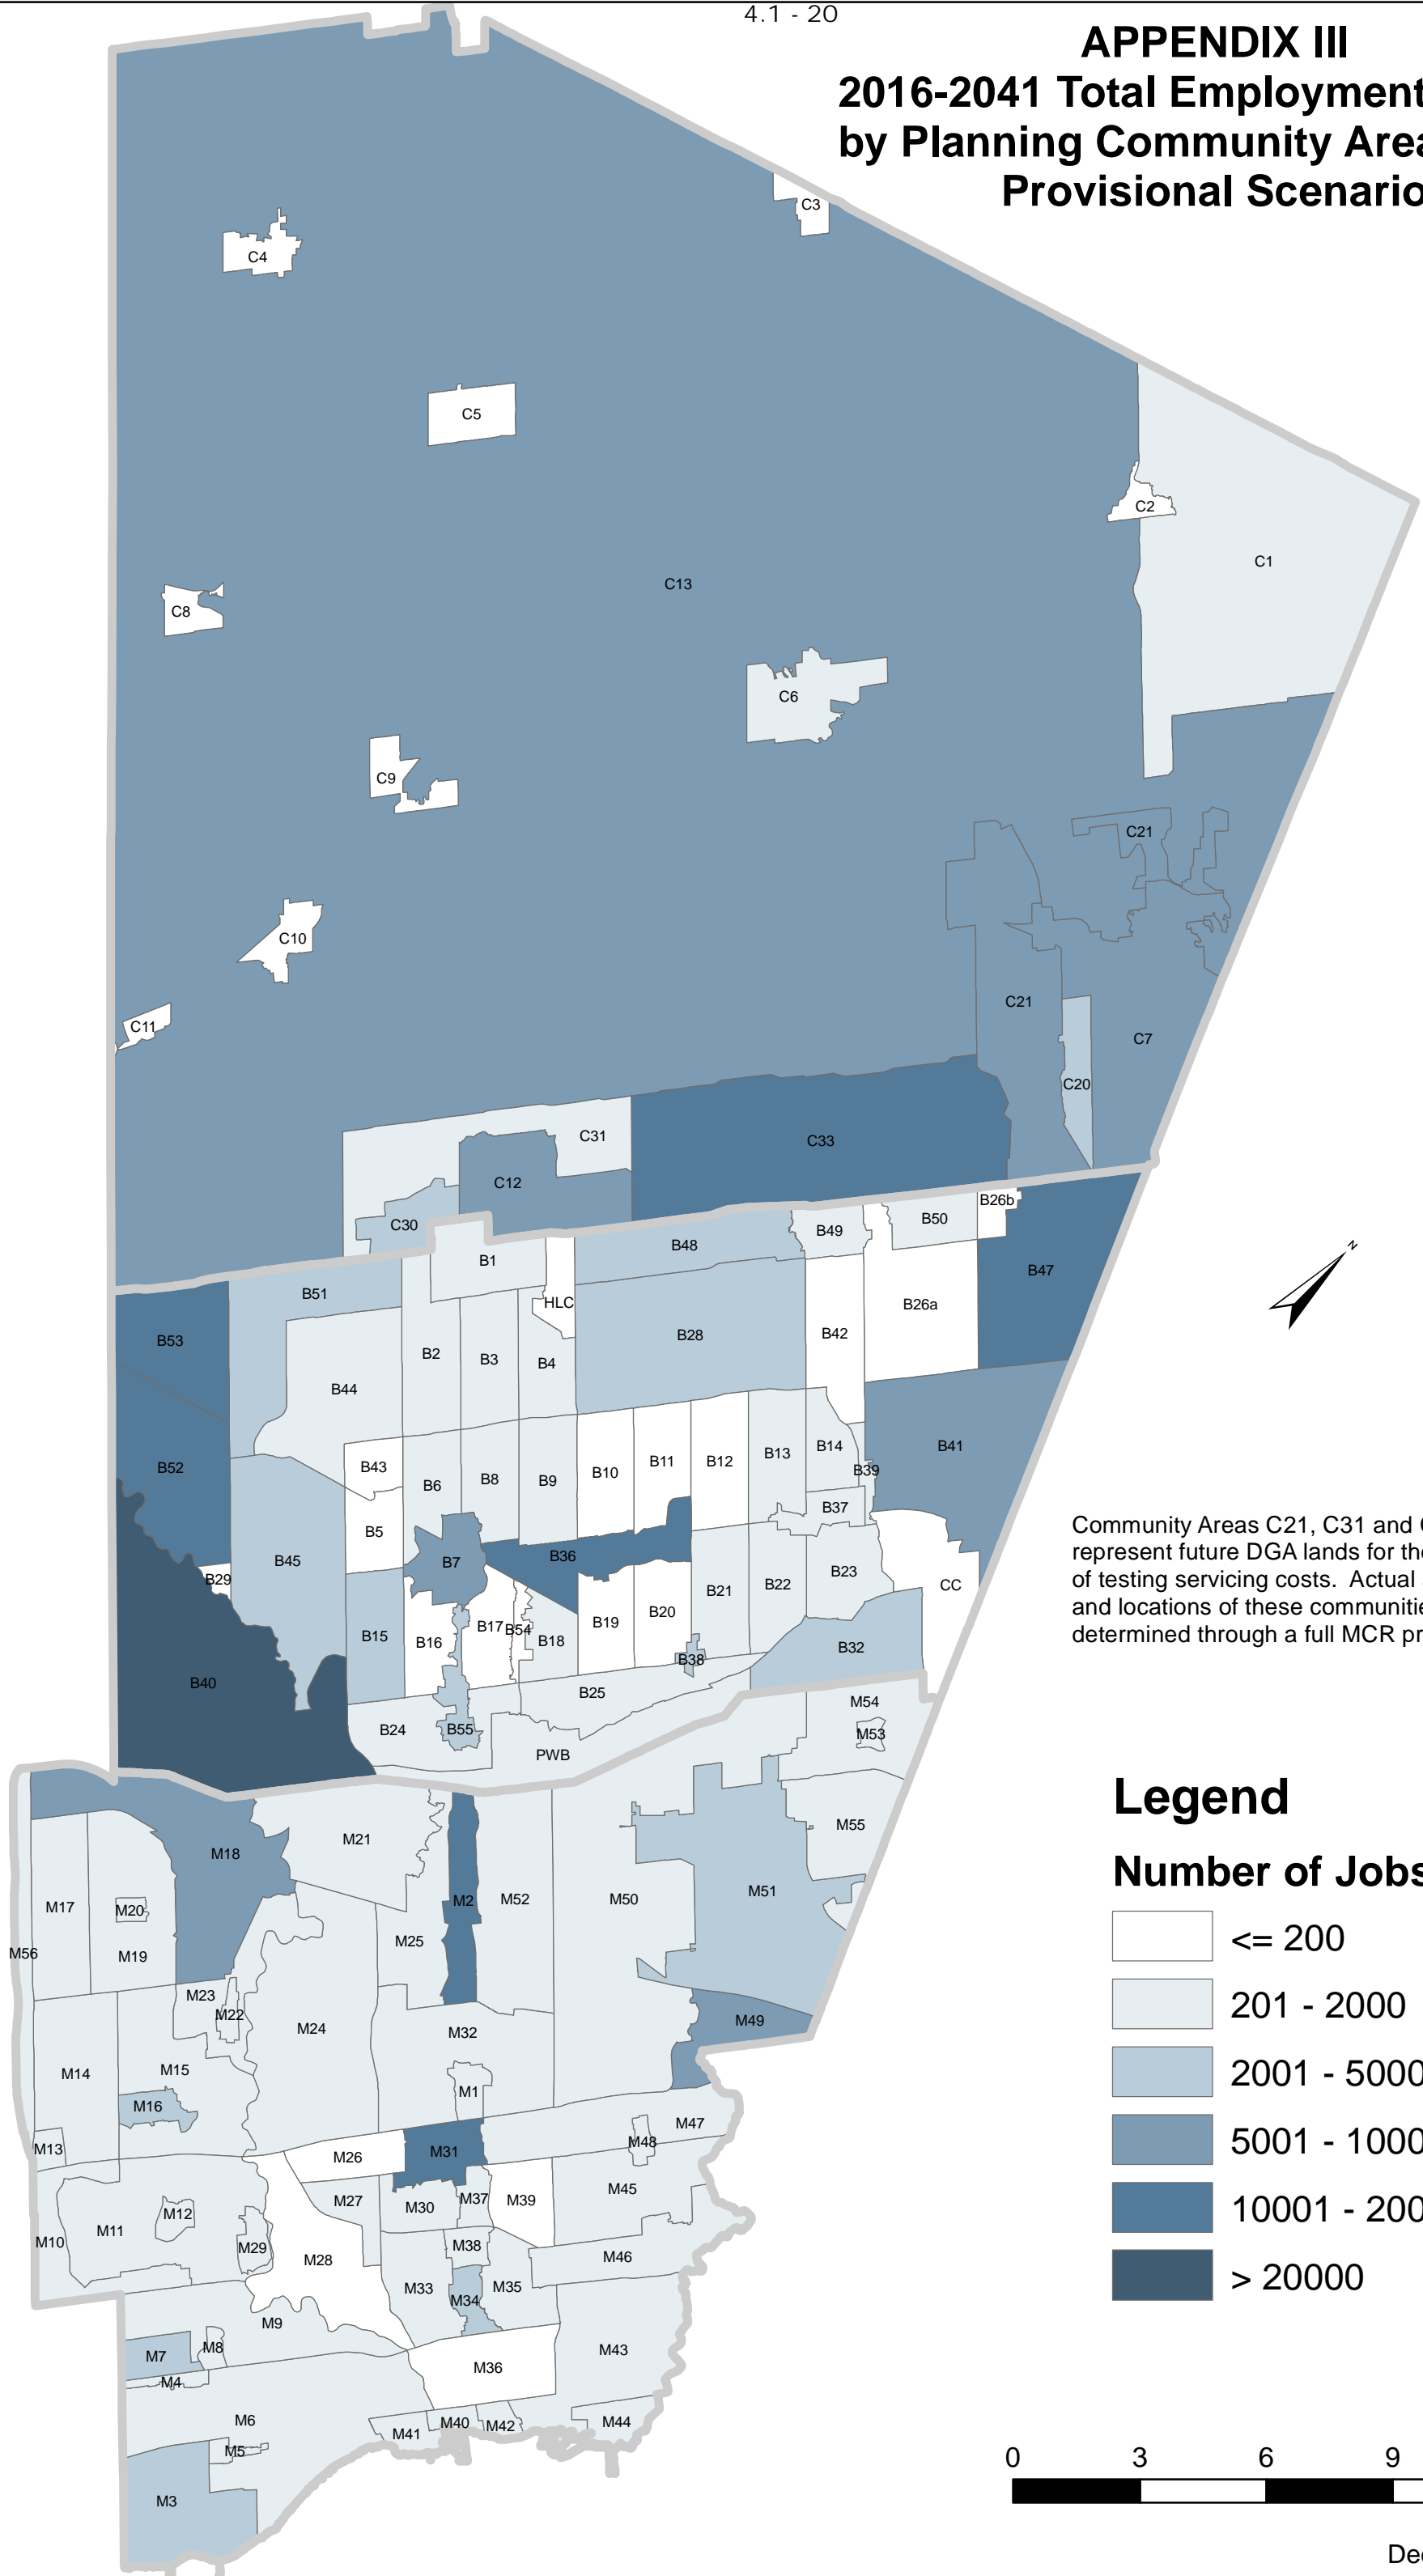 4.1 - 20
APPENDIX III
2016-2041 Total Employment
by Planning Community Area
Provisional Scenario
C3
C4
C5
C2
C1
C13
C8
C6
C9
C21
C10
C21
C11
C7
C20
C31
C33
C12
C30
B26b
B50
B49
B48
B1
B47
B51
HLC
B26a
B53
B28
B42
B2
B3
B4
B44
B41
B14
B13
B12
B11
B43
B52
B39
B10
B8
B9
B6
B37
B5
B36
B7
B45
B29
B23
CC
B22
B21
B20
B19
B17
B54
B15
B16
B18
B32
B38
B40
B25
B24
B55
PWB
M54
M53
M55
M21
M18
M51
M50
M52
M2
M17
M20
M25
M56
M19
M23
M22
M49
M24
M32
M15
M14
M1
M16
M47
M48
M13
M31
M26
M45
M39
M37
M27
M30
M12
M11
M10
M38
M29
M46
M28
M35
M33
M34
M9
M8
M43
M7
M36
M4
M6
M40
M42
M44
M41
M5
M3
N
Community Areas C21, C31 and C
represent future DGA lands for the
of testing servicing costs. Actual
and locations of these communitie
determined through a full MCR pr
Legend
Number of Jobs
<= 200
201 - 2000
2001 - 5000
5001 - 1000
10001 - 200
> 20000
0 3 6 9
Dec